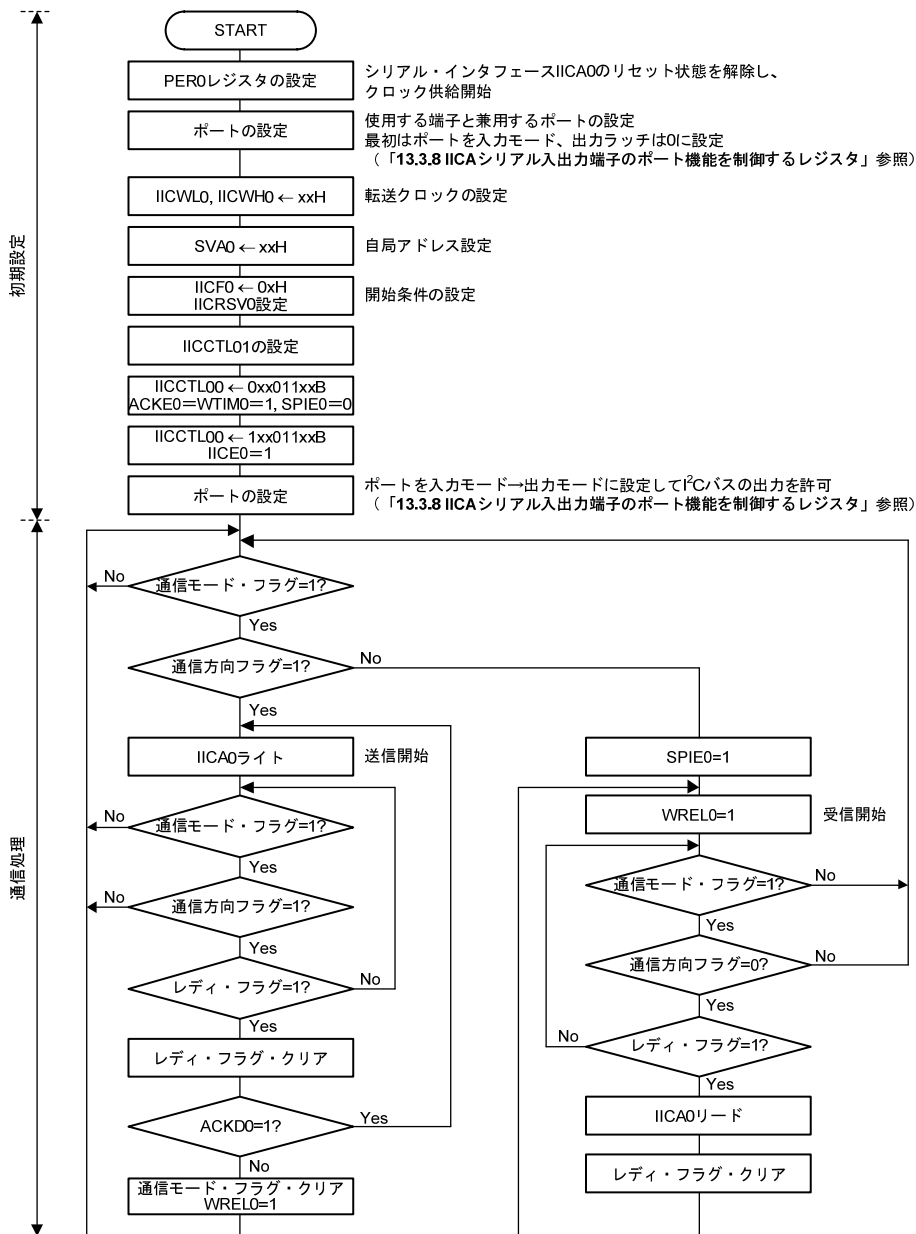 START
PER0レジスタの設定
シリアル・インタフェースIICA0のリセット状態を解除し、
クロック供給開始
ポートの設定
使用する端子と兼用するポートの設定
最初はポートを入力モード、出力ラッチは0に設定
（「13.3.8 IICAシリアル入出力端子のポート機能を制御するレジスタ」参照）
IICWL0, IICWH0 ← xxH
転送クロックの設定
SVA0 ← xxH
自局アドレス設定
IICF0 ← 0xH
IICRSV0設定
開始条件の設定
IICCTL01の設定
IICCTL00 ← 0xx011xxB
ACKE0＝WTIM0＝1, SPIE0＝0
IICCTL00 ← 1xx011xxB
IICE0＝1
ポートの設定
ポートを入力モード→出力モードに設定してI²Cバスの出力を許可
（「13.3.8 IICAシリアル入出力端子のポート機能を制御するレジスタ」参照）
初期設定
通信モード・フラグ=1?
No
Yes
通信方向フラグ=1?
No
Yes
IICA0ライト
送信開始
通信モード・フラグ=1?
No
Yes
通信方向フラグ=1?
No
Yes
レディ・フラグ=1?
No
Yes
レディ・フラグ・クリア
ACKD0=1?
Yes
No
通信モード・フラグ・クリア
WREL0=1
SPIE0=1
WREL0=1
受信開始
通信モード・フラグ=1?
No
Yes
通信方向フラグ=0?
No
Yes
レディ・フラグ=1?
No
Yes
IICA0リード
レディ・フラグ・クリア
通信処理